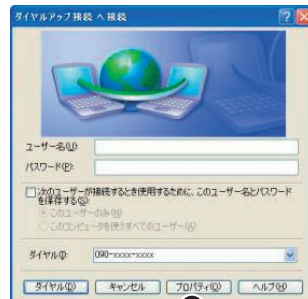 ダイヤルアップ接続 へ接続
ユーザー名(U):
パスワード(P):
次のユーザーが接続するとき使用するために、このユーザー名とパスワード
を保存する(S):
このユーザーのみ(N)
このコンピュータを使うすべてのユーザー(A)
ダイヤル(I): 090-xxxx-xxxx
ダイヤル(D) キャンセル プロパティ(O) ヘルプ(H)